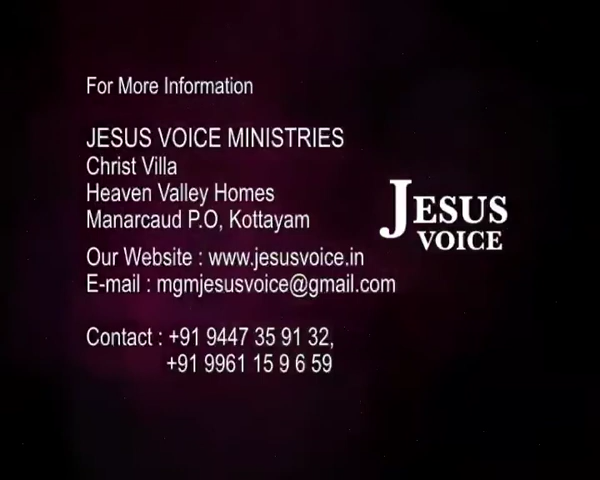 For More Information
JESUS VOICE MINISTRIES
Christ Villa
Heaven Valley Homes
Manarcaud P.O, Kottayam
Our Website : www.jesusvoice.in
E-mail : mgmjesusvoice@gmail.com
Contact : +91 9447 35 91 32,
+91 9961 15 9 6 59
JESUS
VOICE